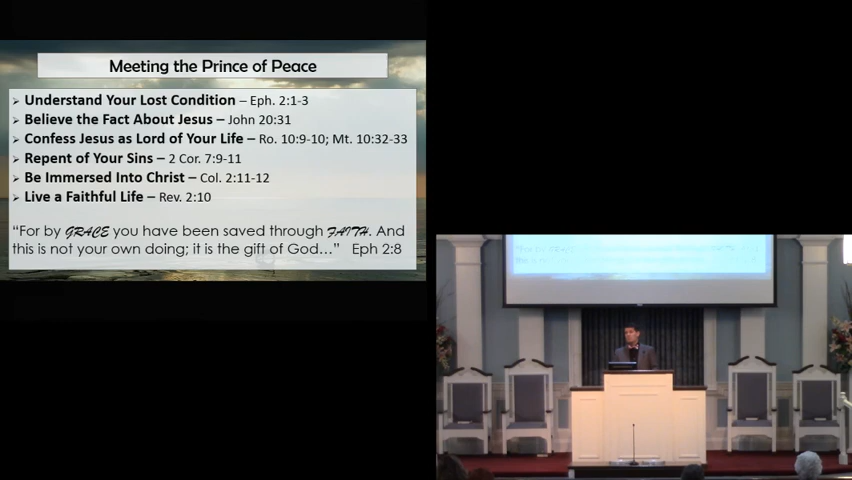 Meeting the Prince of Peace
➢ Understand Your Lost Condition – Eph. 2:1-3
➢ Believe the Fact About Jesus – John 20:31
➢ Confess Jesus as Lord of Your Life – Ro. 10:9-10; Mt. 10:32-33
➢ Repent of Your Sins – 2 Cor. 7:9-11
➢ Be Immersed Into Christ – Col. 2:11-12
➢ Live a Faithful Life – Rev. 2:10
“For by GRACE you have been saved through FAITH. And
this is not your own doing; it is the gift of God…” Eph 2:8